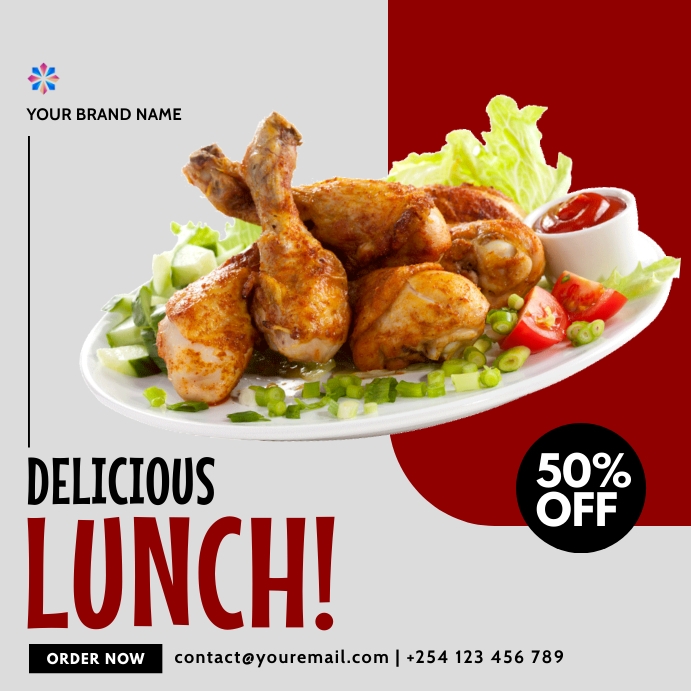 YOUR BRAND NAME
DELICIOUS
LUNCH!
50%
OFF
ORDER NOW
contact@youremail.com | +254 123 456 789